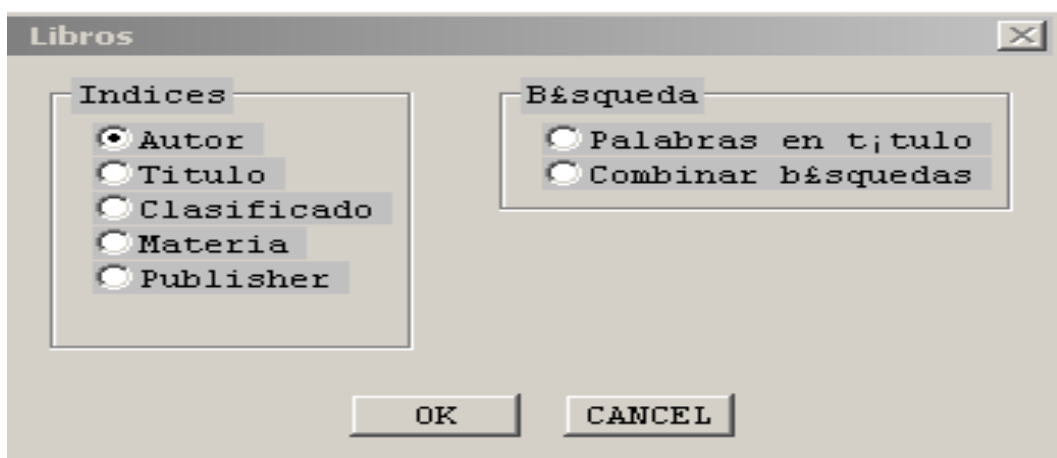 Libros
Indices
Autor
Titulo
Clasificado
Materia
Publisher
B£squeda
Palabras en t¡tulo
Combinar b£squedas
OK
CANCEL